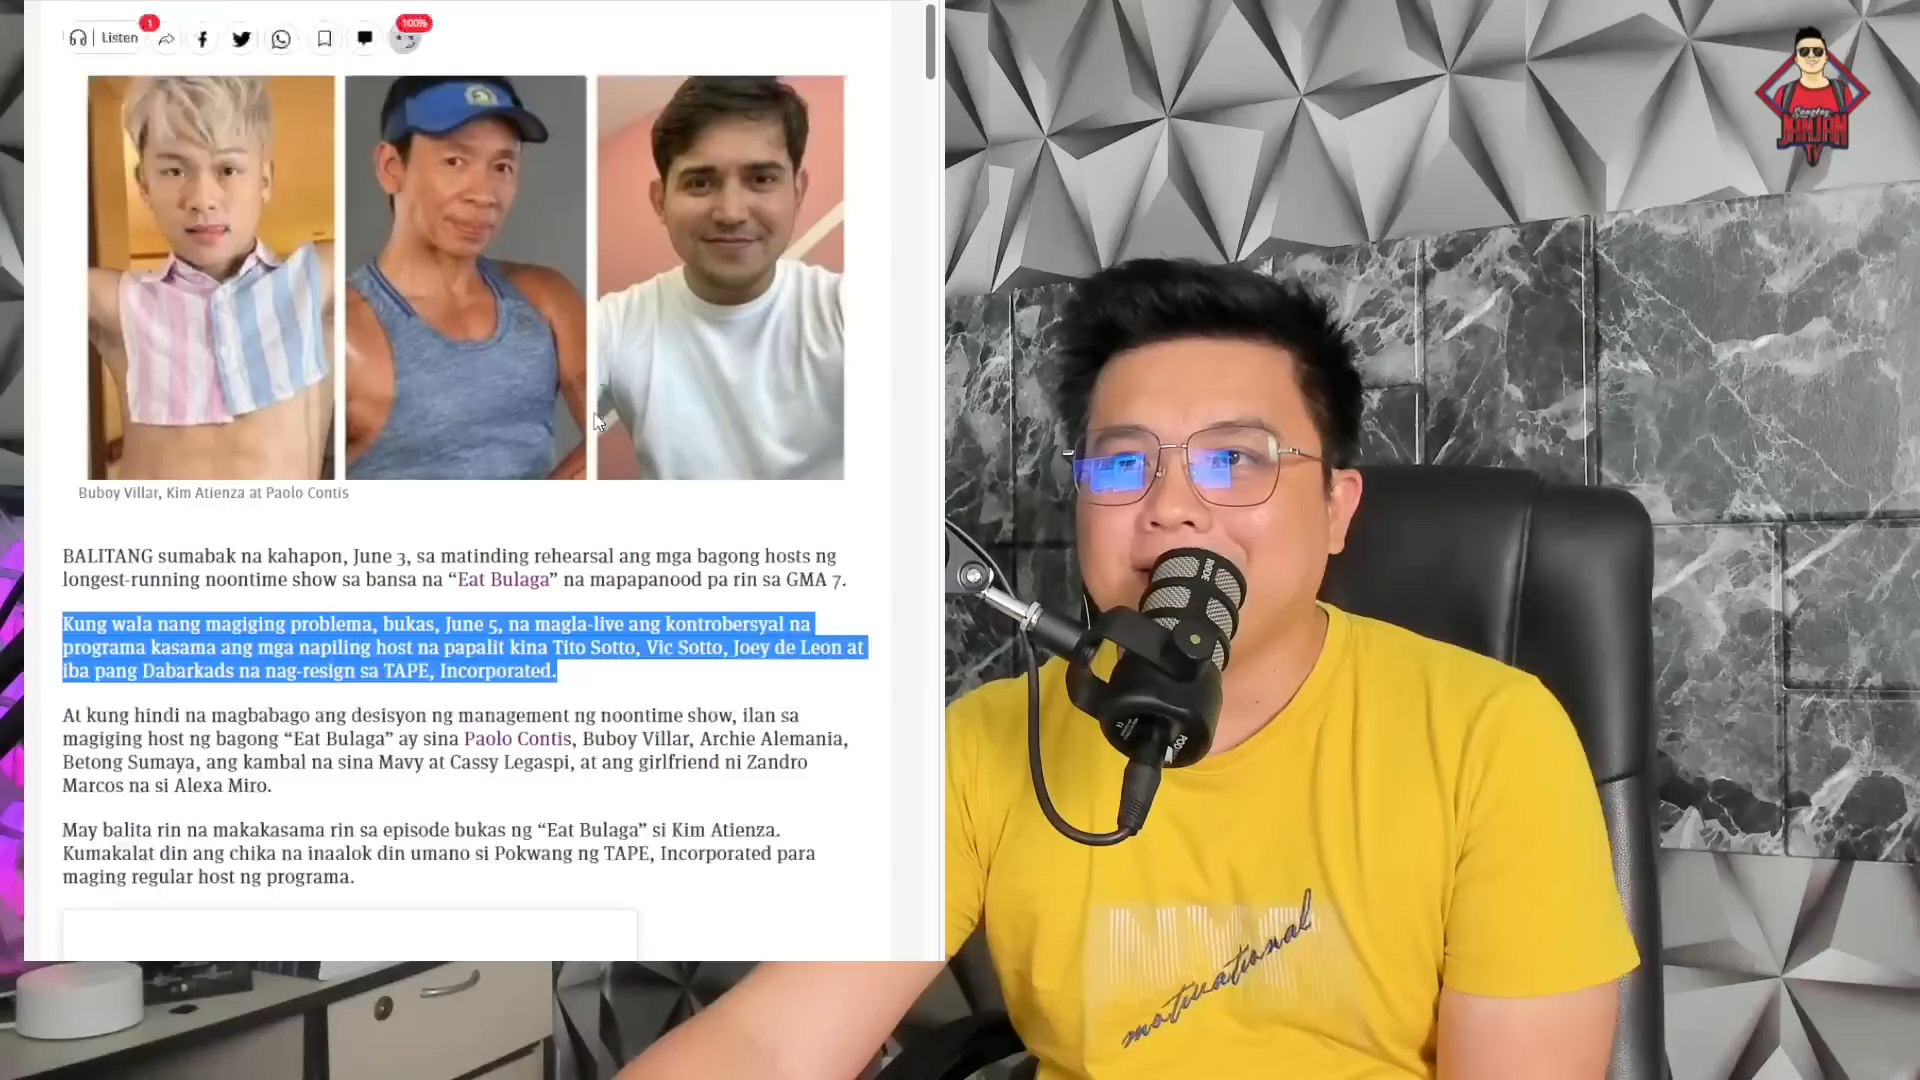 1
100%
Listen
Buboy Villar, Kim Atienza at Paolo Contis
BALITANG sumabak na kahapon, June 3, sa matinding rehearsal ang mga bagong hosts ng
longest-running noontime show sa bansa na “Eat Bulaga” na mapapanood pa rin sa GMA 7.
Kung wala nang magiging problema, bukas, June 5, na magla-live ang kontrobersyal na
programa kasama ang mga napiling host na papalit kina Tito Sotto, Vic Sotto, Joey de Leon at
iba pang Dabarkads na nag-resign sa TAPE, Incorporated.
At kung hindi na magbabago ang desisyon ng management ng noontime show, ilan sa
magiging host ng bagong “Eat Bulaga” ay sina Paolo Contis, Buboy Villar, Archie Alemania,
Betong Sumaya, ang kambal na sina Mavy at Cassy Legaspi, at ang girlfriend ni Zandro
Marcos na si Alexa Miro.
May balita rin na makakasama rin sa episode bukas ng “Eat Bulaga” si Kim Atienza.
Kumakalat din ang chika na inaalok din umano si Pokwang ng TAPE, Incorporated para
maging regular host ng programa.
Sangkay
JANJAN
TV
RØDE
motivational